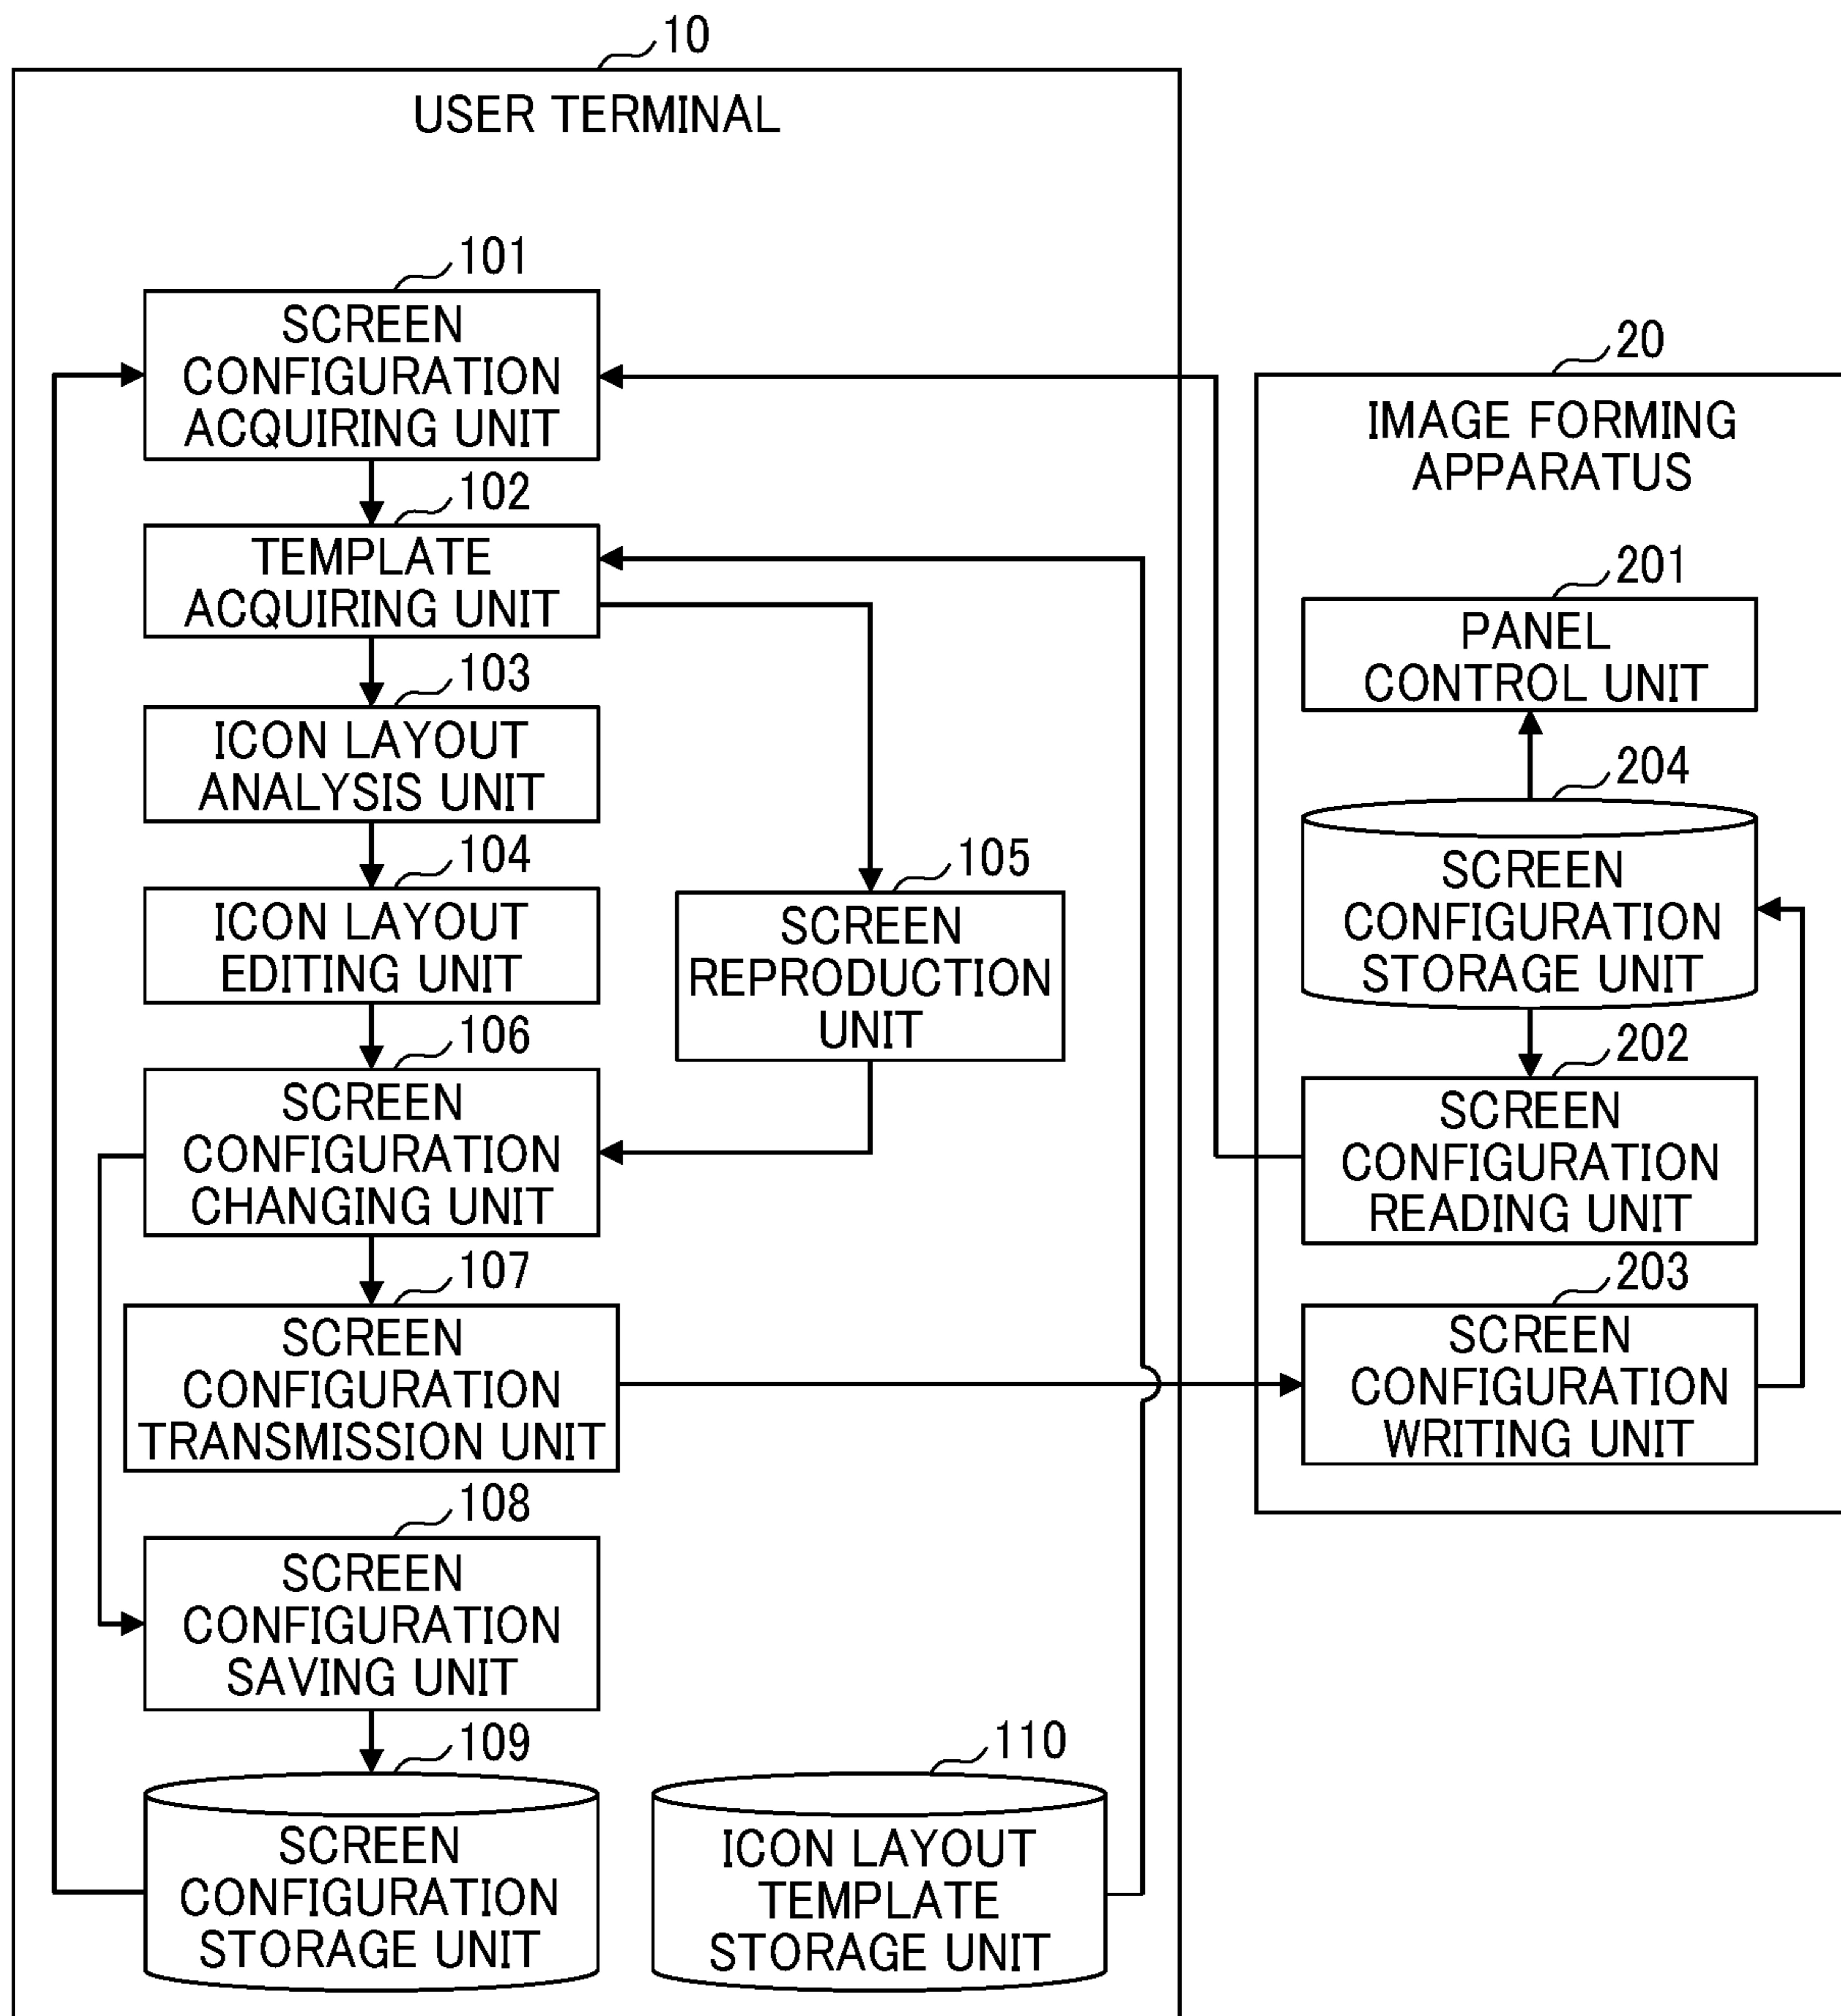 10
USER TERMINAL
101
SCREEN
CONFIGURATION
ACQUIRING UNIT
102
TEMPLATE
ACQUIRING UNIT
103
ICON LAYOUT
ANALYSIS UNIT
104
ICON LAYOUT
EDITING UNIT
105
SCREEN
REPRODUCTION
UNIT
106
SCREEN
CONFIGURATION
CHANGING UNIT
107
SCREEN
CONFIGURATION
TRANSMISSION UNIT
108
SCREEN
CONFIGURATION
SAVING UNIT
109
SCREEN
CONFIGURATION
STORAGE UNIT
110
ICON LAYOUT
TEMPLATE
STORAGE UNIT
20
IMAGE FORMING
APPARATUS
201
PANEL
CONTROL UNIT
204
SCREEN
CONFIGURATION
STORAGE UNIT
202
SCREEN
CONFIGURATION
READING UNIT
203
SCREEN
CONFIGURATION
WRITING UNIT